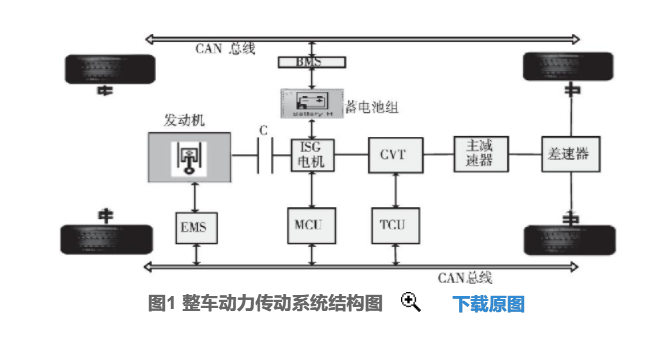 CAN 总线
BMS
Battery H
蓄电池组
发动机
C
ISG
电机
CVT
主减
速器
差速器
EMS
MCU
TCU
CAN总线
图1 整车动力传动系统结构图
下载原图